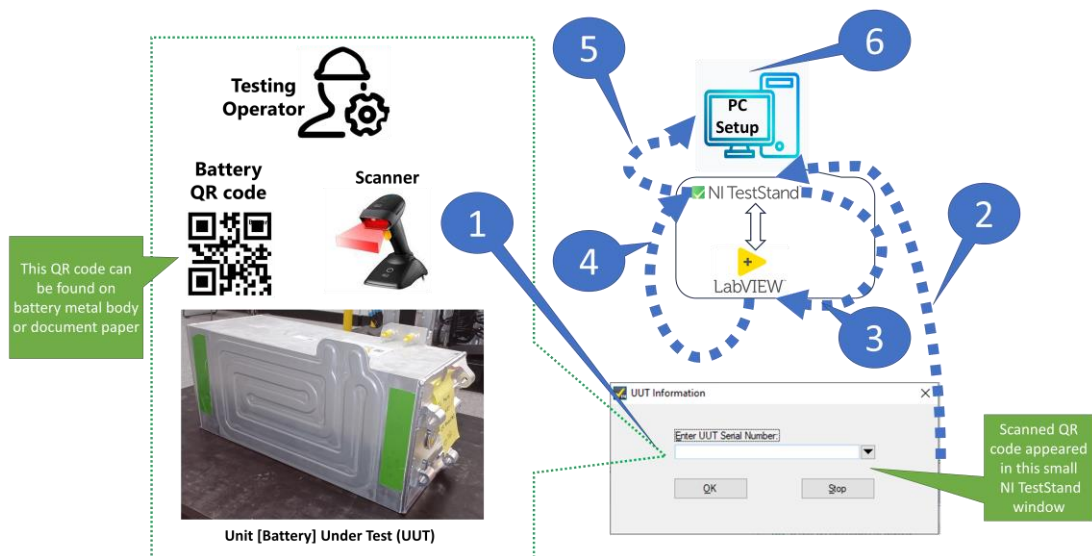 5
6
Testing
Operator
PC
Setup
Battery
QR code
Scanner
1
NI TestStand
2
This QR code can
be found on
battery metal body
or document paper
4
LabVIEW
3
UUT Information
Enter UUT Serial Number:
OK
Stop
Scanned QR
code appeared
in this small
NI TestStand
window
Unit [Battery] Under Test (UUT)